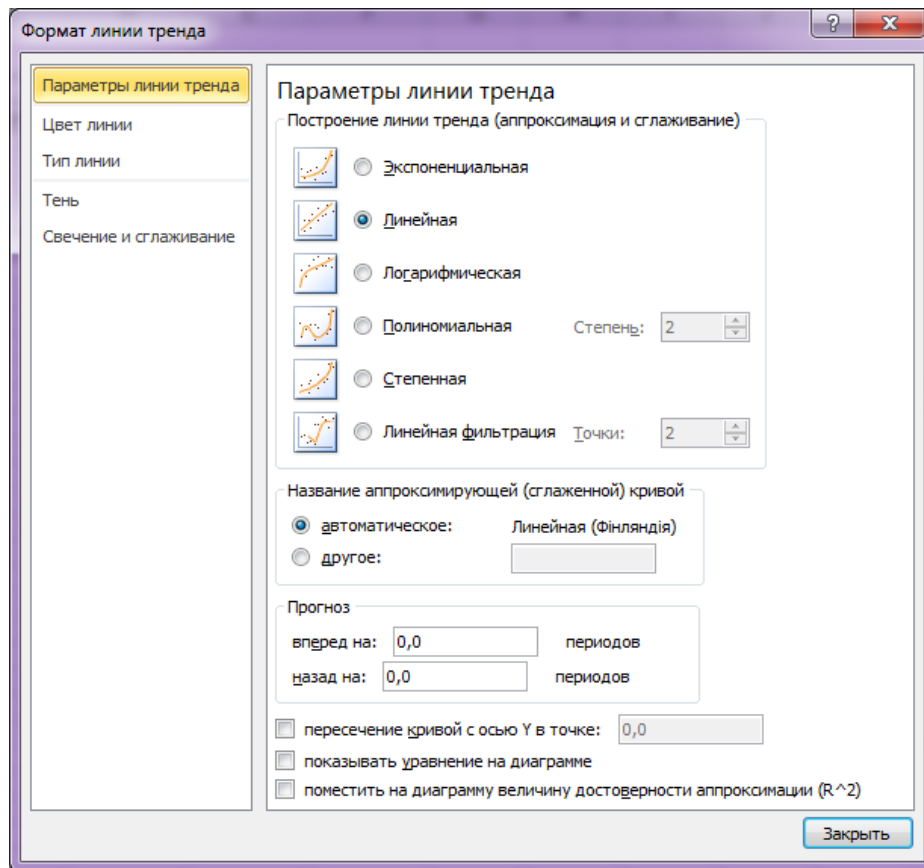 Формат линии тренда
?
X
Параметры линии тренда
Цвет линии
Тип линии
Тень
Свечение и сглаживание
Параметры линии тренда
Построение линии тренда (аппроксимация и сглаживание)
Экспоненциальная
Линейная
Логарифмическая
Полиномиальная Степень: 2
Степенная
Линейная фильтрация Точки: 2
Название аппроксимирующей (сглаженной) кривой
автоматическое: Линейная (Фінляндія)
другое:
Прогноз
вперед на: 0,0 периодов
назад на: 0,0 периодов
пересечение кривой с осью Y в точке: 0,0
показывать уравнение на диаграмме
поместить на диаграмму величину достоверности аппроксимации (R^2)
Закрыть